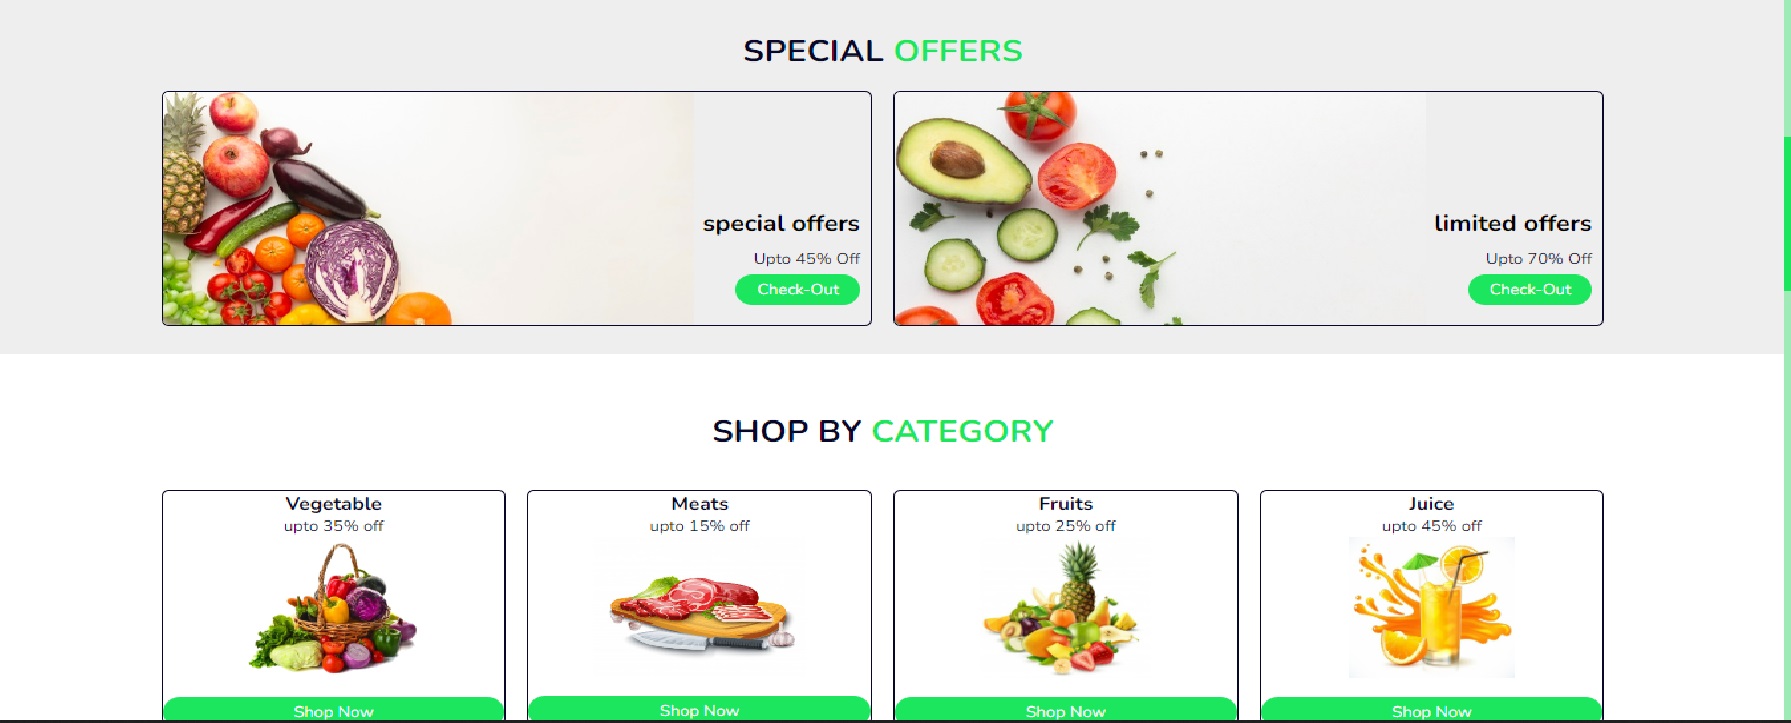 SPECIAL OFFERS
special offers
Upto 45% Off
Check-Out
limited offers
Upto 70% Off
Check-Out
SHOP BY CATEGORY
Vegetable
upto 35% off
Shop Now
Meats
upto 15% off
Shop Now
Fruits
upto 25% off
Shop Now
Juice
upto 45% off
Shop Now